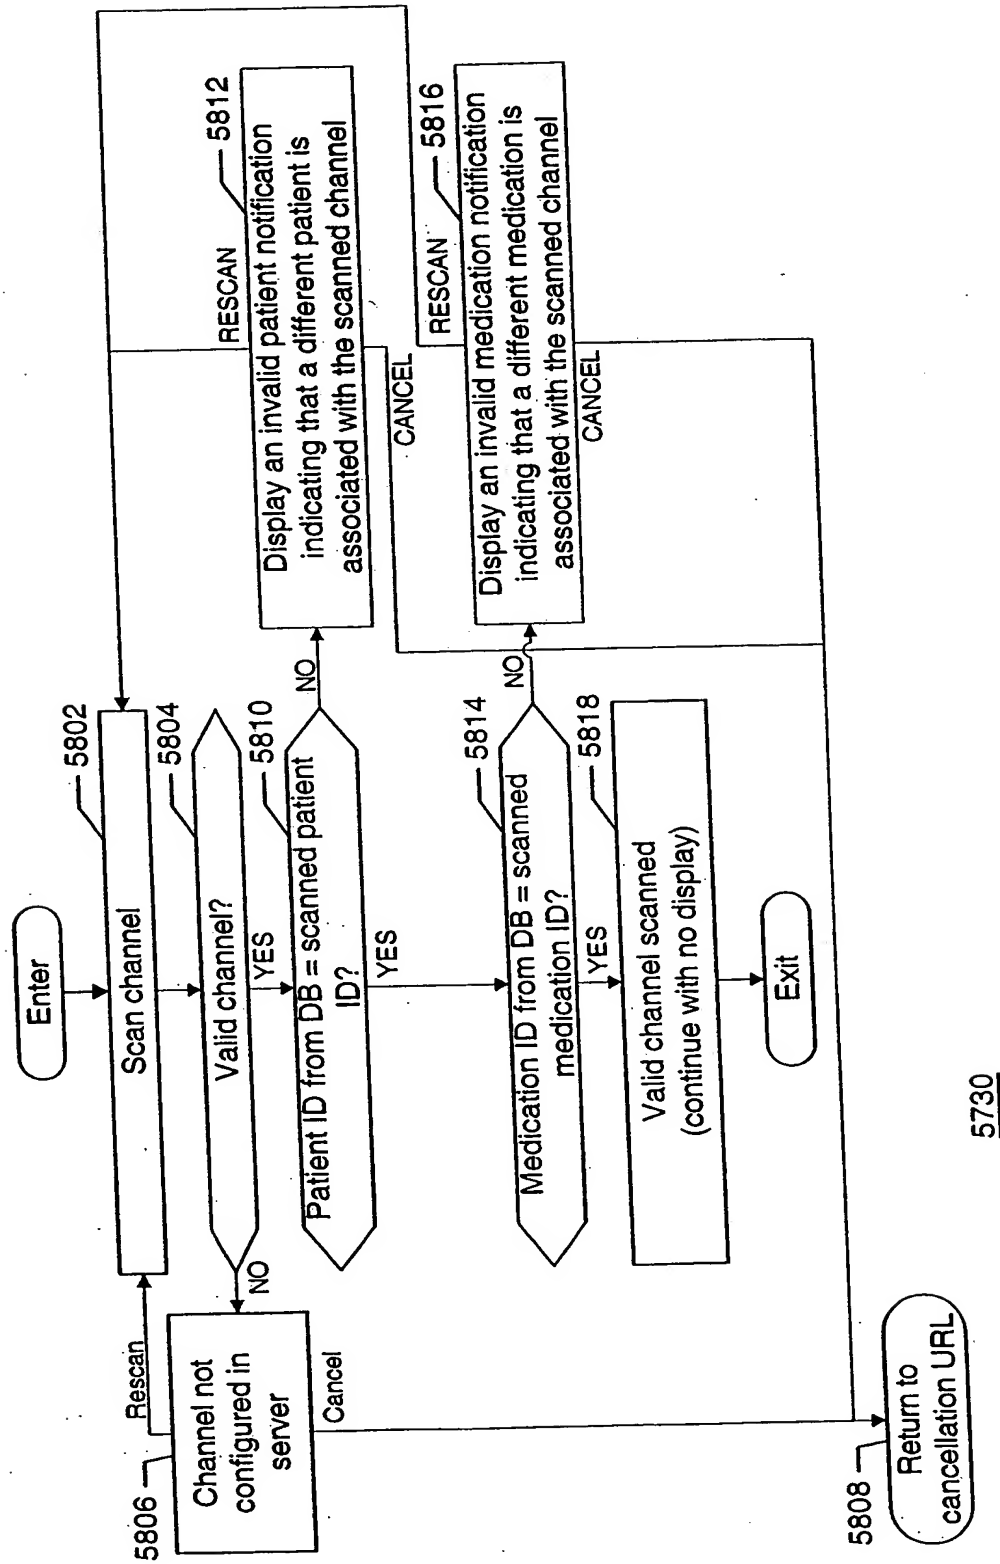 Enter
5802
Scan channel
5804
Valid channel?
Rescan
NO
YES
5806
Channel not
configured in
server
Cancel
5810
Patient ID from DB = scanned patient
ID?
NO
YES
RESCAN
5812
Display an invalid patient notification
indicating that a different patient is
associated with the scanned channel
CANCEL
5814
Medication ID from DB = scanned
medication ID?
NO
YES
RESCAN
5816
Display an invalid medication notification
indicating that a different medication is
associated with the scanned channel
CANCEL
5818
Valid channel scanned
(continue with no display)
Exit
5808
Return to
cancellation URL
5730